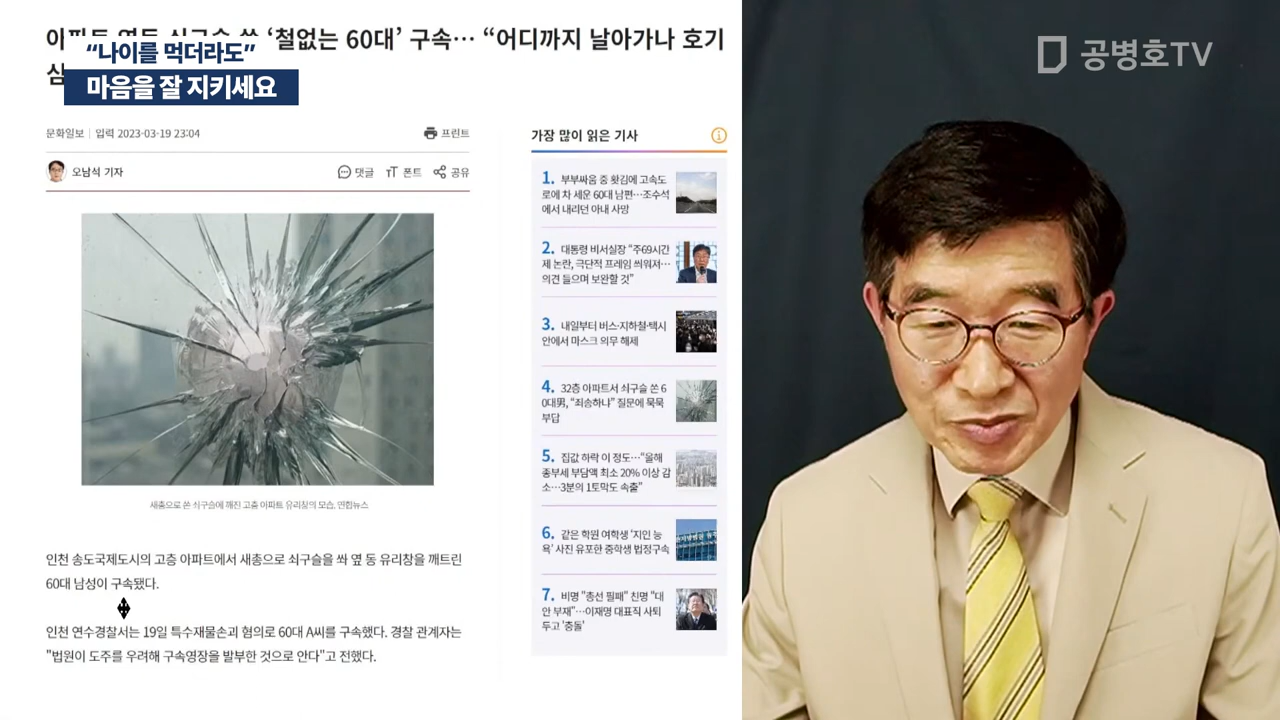 ‘철없는 60대’ 구속… “어디까지 날아가나 호기
심
“나이를 먹더라도”
마음을 잘 지키세요
공병호TV
문화일보 | 입력 2023-03-19 23:04
프린트
오남석 기자
댓글 폰트 공유
새총으로 쏜 쇠구슬에 깨진 고층 아파트 유리창의 모습. 연합뉴스
인천 송도국제도시의 고층 아파트에서 새총으로 쇠구슬을 쏴 옆 동 유리창을 깨트린
60대 남성이 구속됐다.
인천 연수경찰서는 19일 특수재물손괴 혐의로 60대 A씨를 구속했다. 경찰 관계자는
"법원이 도주를 우려해 구속영장을 발부한 것으로 안다"고 전했다.
가장 많이 읽은 기사
1. 부부싸움 중 홧김에 고속도
로에 차 세운 60대 남편…조수석
에서 내리던 아내 사망
2. 대통령 비서실장 “주69시간
제 논란, 극단적 프레임 씌워져…
의견 들으며 보완할 것”
3. 내일부터 버스·지하철·택시
안에서 마스크 의무 해제
4. 32층 아파트서 쇠구슬 쏜 6
0대男, “죄송하냐” 질문에 묵묵
부답
5. 집값 하락 이 정도…“올해
종부세 부담액 최소 20% 이상 감
소…3분의 1토막도 속출”
6. 같은 학원 여학생 ‘지인 능
욕’ 사진 유포한 중학생 법정구속
7. 비명 "총선 필패" 친명 "대
안 부재"…이재명 대표직 사퇴
두고 '충돌'